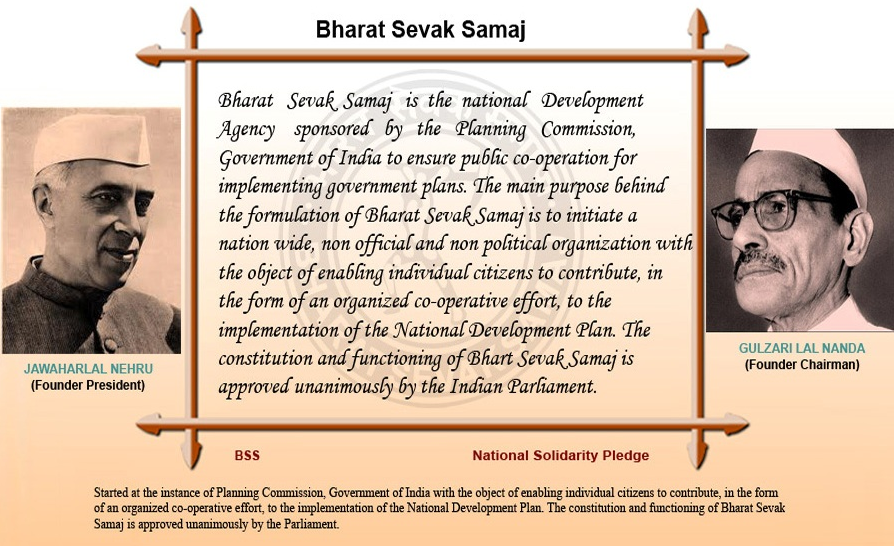 Bharat Sevak Samaj
Bharat Sevak Samaj is the national Development
Agency sponsored by the Planning Commission,
Government of India to ensure public co-operation for
implementing government plans. The main purpose behind
the formulation of Bharat Sevak Samaj is to initiate a
nation wide, non official and non political organization with
the object of enabling individual citizens to contribute, in
the form of an organized co-operative effort, to the
implementation of the National Development Plan. The
constitution and functioning of Bhart Sevak Samaj is
approved unanimously by the Indian Parliament.
JAWAHARLAL NEHRU
(Founder President)
GULZARI LAL NANDA
(Founder Chairman)
BSS
National Solidarity Pledge
Started at the instance of Planning Commission, Government of India with the object of enabling individual citizens to contribute, in the form
of an organized co-operative effort, to the implementation of the National Development Plan. The constitution and functioning of Bharat Sevak
Samaj is approved unanimously by the Parliament.